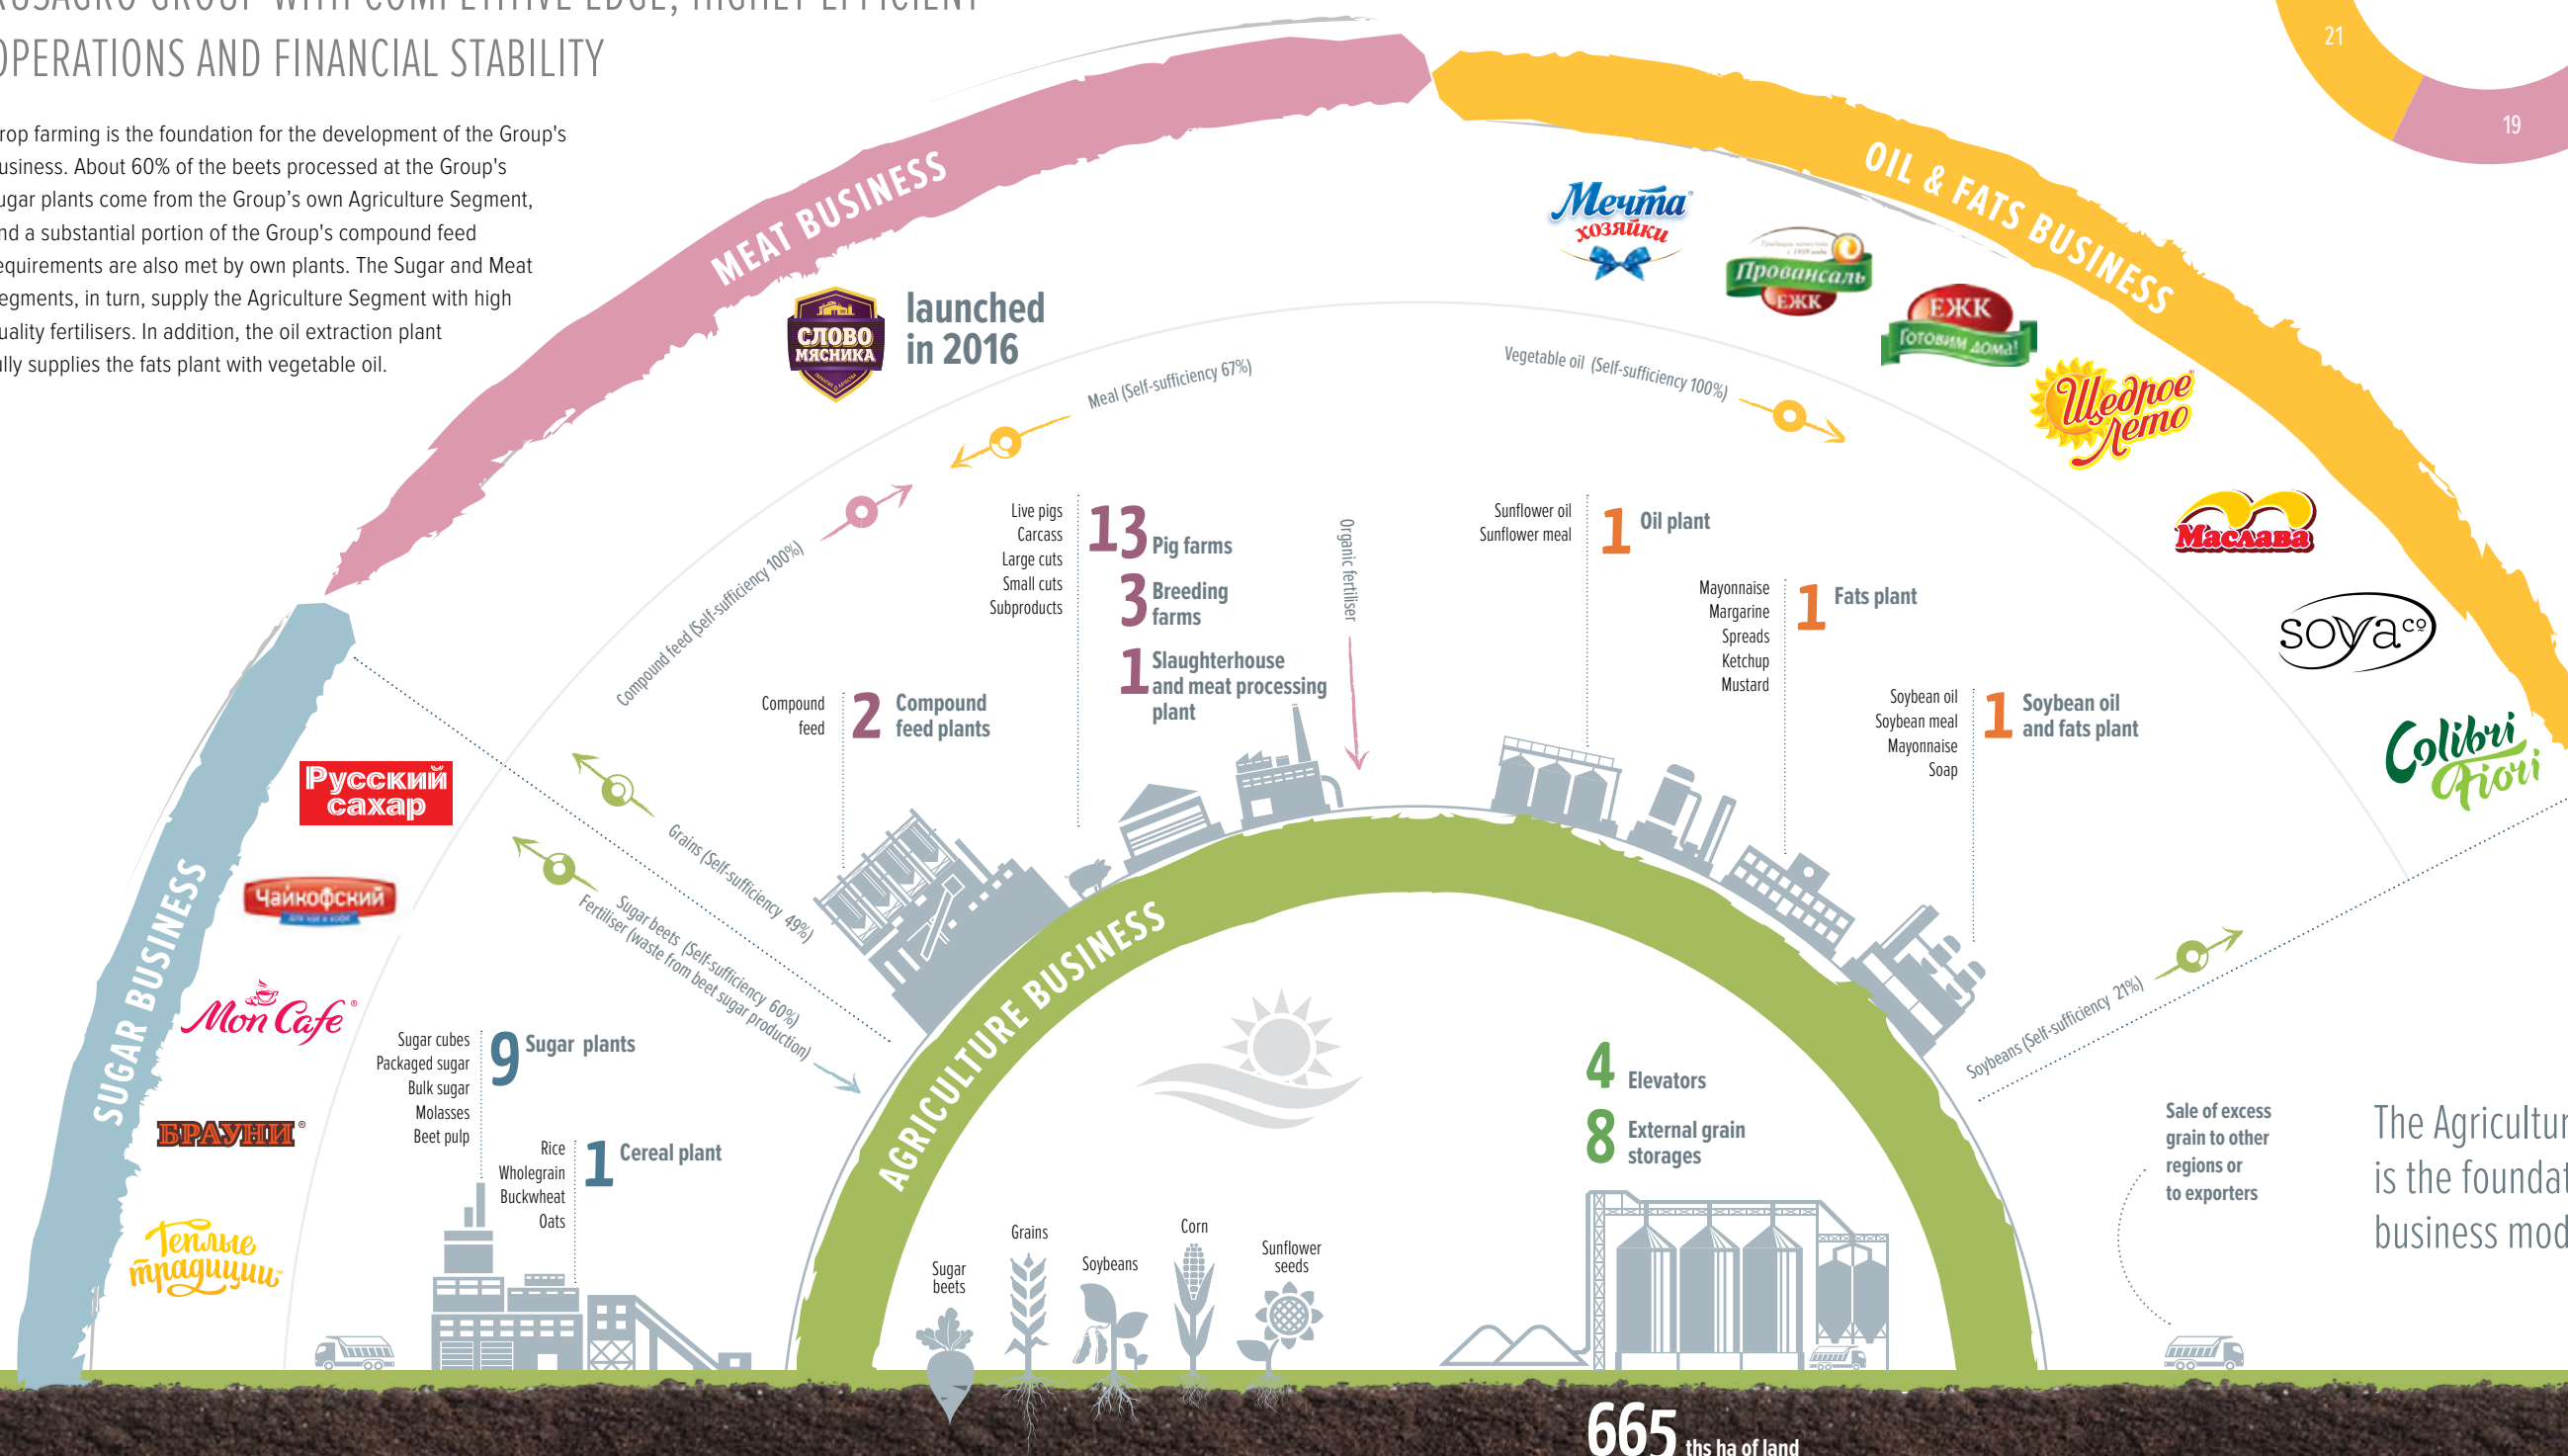 OPERATIONS AND FINANCIAL STABILITY
rop farming is the foundation for the development of the Group's
usiness. About 60% of the beets processed at the Group's
ugar plants come from the Group’s own Agriculture Segment,
nd a substantial portion of the Group's compound feed
equirements are also met by own plants. The Sugar and Meat
egments, in turn, supply the Agriculture Segment with high
uality fertilisers. In addition, the oil extraction plant
ully supplies the fats plant with vegetable oil.
21
19
MEAT BUSINESS
СЛОВО
МЯСНИКА
launched
in 2016
OIL & FATS BUSINESS
Мечта
хозяйки
Провансаль
ЕЖК
ЕЖК
ГОТОВИМ ДОМА!
Щедрое
Лето
Маслава
soyaco
Colibri
Fiori
Meal (Self-sufficiency 67%)
Vegetable oil (Self-sufficiency 100%)
Compound feed (Self-sufficiency 100%)
Live pigs
Carcass
Large cuts
Small cuts
Subproducts
13 Pig farms
3 Breeding
farms
1 Slaughterhouse
and meat processing
plant
Organic fertiliser
Sunflower oil
Sunflower meal
1 Oil plant
Mayonnaise
Margarine
Spreads
Ketchup
Mustard
1 Fats plant
Soybean oil
Soybean meal
Mayonnaise
Soap
1 Soybean oil
and fats plant
Compound
feed
2 Compound
feed plants
Grains (Self-sufficiency 49%)
Sugar beets (Self-sufficiency 60%)
Fertiliser (waste from beet sugar production)
SUGAR BUSINESS
Русский
сахар
Чайкофский
для чая и кофе
Mon Cafe
БРАУНИ
Теплые
традиции
Sugar cubes
Packaged sugar
Bulk sugar
Molasses
Beet pulp
9 Sugar plants
Rice
Wholegrain
Buckwheat
Oats
1 Cereal plant
AGRICULTURE BUSINESS
Sugar
beets
Grains
Soybeans
Corn
Sunflower
seeds
4 Elevators
8 External grain
storages
Soybeans (Self-sufficiency 21%)
Sale of excess
grain to other
regions or
to exporters
The Agricultur
is the foundat
business mod
665 ths ha of land